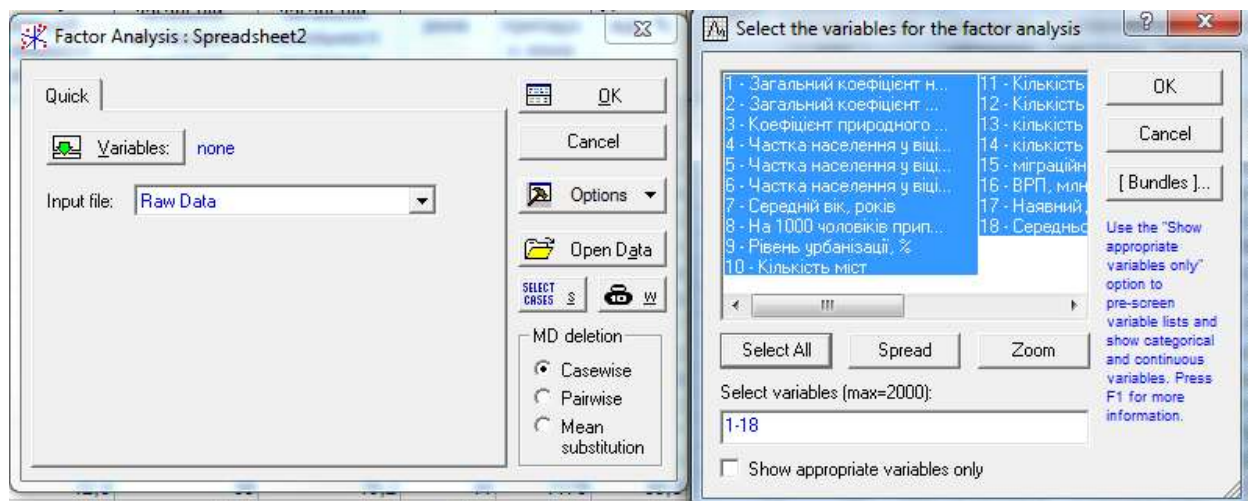 Factor Analysis : Spreadsheet2
Quick
Variables: none
Input file: Raw Data
OK
Cancel
Options
Open Data
SELECT CASES S W
MD deletion
Casewise
Pairwise
Mean substitution
Select the variables for the factor analysis
1 - Загальний коефіцієнт н...
2 - Загальний коефіцієнт ...
3 - Коефіцієнт природного ...
4 - Частка населення у віці...
5 - Частка населення у віці...
6 - Частка населення у віці...
7 - Середній вік, років
8 - На 1000 чоловіків прип...
9 - Рівень урбанізації, %
10 - Кількість міст
11 - Кількість
12 - Кількість
13 - кількість
14 - кількість
15 - міграційн
16 - ВРП, млн
17 - Наявний
18 - Середньо
OK
Cancel
[ Bundles ]...
Use the "Show
appropriate
variables only"
option to
pre-screen
variable lists and
show categorical
and continuous
variables. Press
F1 for more
information.
Select All Spread Zoom
Select variables (max=2000):
1-18
Show appropriate variables only